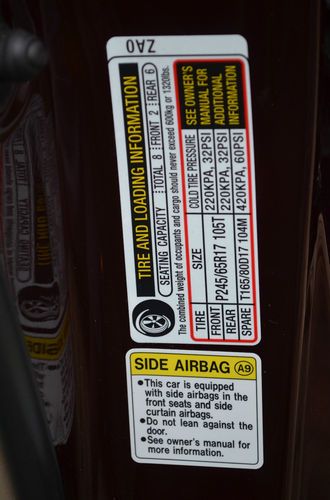 ZA0
TIRE AND LOADING INFORMATION
SEATING CAPACITY TOTAL 8 FRONT 2 REAR 6
The combined weight of occupants and cargo should never exceed 600kg or 1320lbs.
TIRE SIZE COLD TIRE PRESSURE
FRONT P245/65R17 105T 220KPA, 32PSI
REAR 220KPA, 32PSI
SPARE T165/80D17 104M 420KPA, 60PSI
SEE OWNER'S
MANUAL FOR
ADDITIONAL
INFORMATION
SIDE AIRBAG A9
•This car is equipped
with side airbags in the
front seats and side
curtain airbags.
•Do not lean against the
door.
•See owner's manual for
more information.